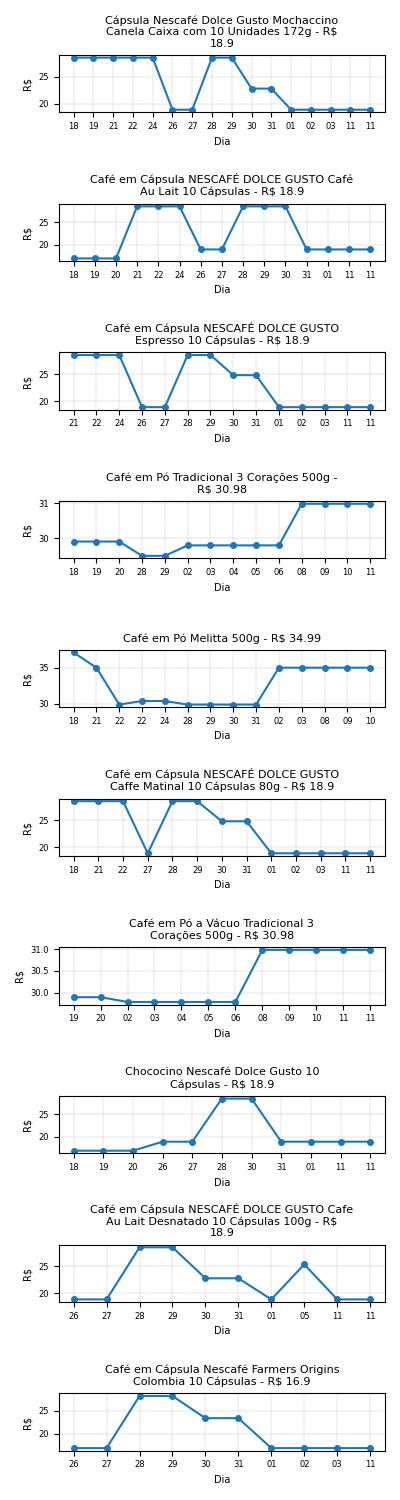 Cápsula Nescafé Dolce Gusto Mochaccino
Canela Caixa com 10 Unidades 172g - R$
18.9
R$
25
20
18 19 21 22 24 26 27 28 29 30 31 01 02 03 11 11
Dia
Café em Cápsula NESCAFÉ DOLCE GUSTO Café
Au Lait 10 Cápsulas - R$ 18.9
R$
25
20
18 19 20 21 22 24 26 27 28 29 30 31 01 11 11
Dia
Café em Cápsula NESCAFÉ DOLCE GUSTO
Espresso 10 Cápsulas - R$ 18.9
R$
25
20
21 22 24 26 27 28 29 30 31 01 02 03 11 11
Dia
Café em Pó Tradicional 3 Corações 500g -
R$ 30.98
R$
31
30
18 19 20 28 29 02 03 04 05 06 08 09 10 11
Dia
Café em Pó Melitta 500g - R$ 34.99
R$
35
30
18 21 22 22 24 28 29 30 31 02 03 08 09 10
Dia
Café em Cápsula NESCAFÉ DOLCE GUSTO
Caffe Matinal 10 Cápsulas 80g - R$ 18.9
R$
25
20
18 21 22 27 28 29 30 31 01 02 03 11 11
Dia
Café em Pó a Vácuo Tradicional 3
Corações 500g - R$ 30.98
R$
31.0
30.5
30.0
19 20 02 03 04 05 06 08 09 10 11 11
Dia
Chococino Nescafé Dolce Gusto 10
Cápsulas - R$ 18.9
R$
25
20
18 19 20 26 27 28 30 31 01 11 11
Dia
Café em Cápsula NESCAFÉ DOLCE GUSTO Cafe
Au Lait Desnatado 10 Cápsulas 100g - R$
18.9
R$
25
20
26 27 28 29 30 31 01 05 11 11
Dia
Café em Cápsula Nescafé Farmers Origins
Colombia 10 Cápsulas - R$ 16.9
R$
25
20
26 27 28 29 30 31 01 02 03 11
Dia